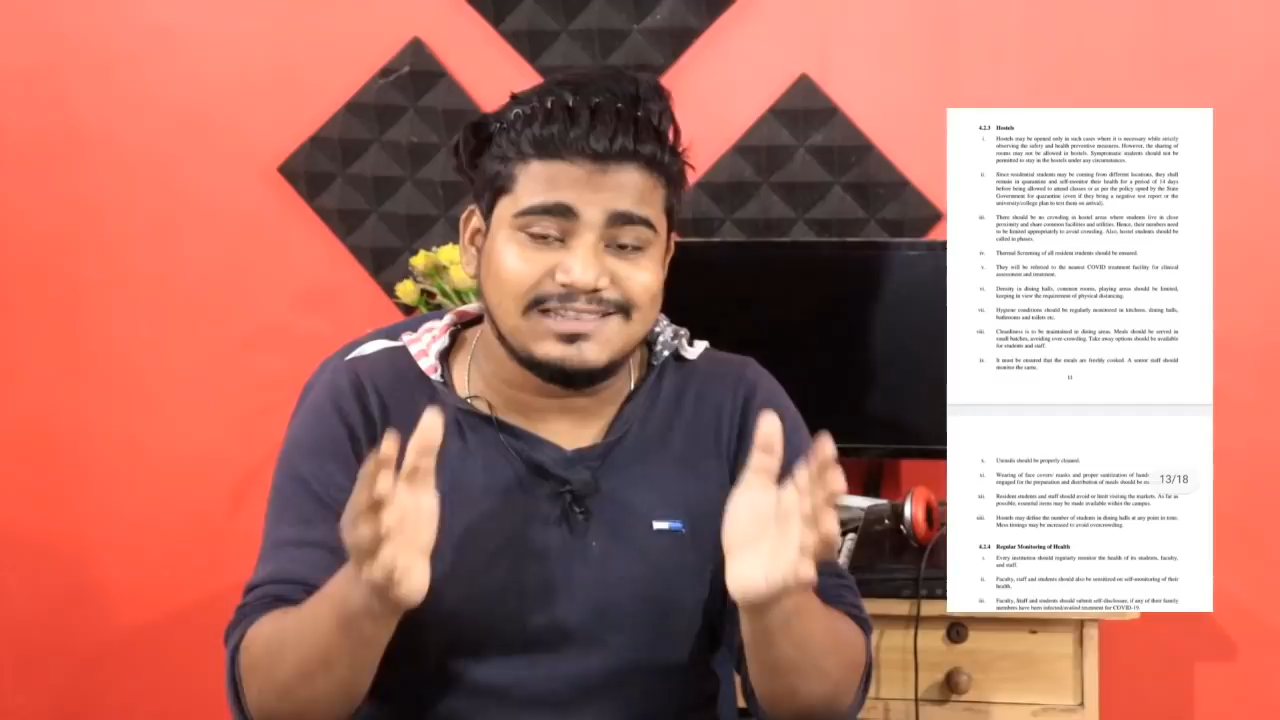 4.2.3 Hostels
i. Hostels may be opened only in such cases where it is necessary while strictly
observing the safety and health preventive measures. However, the sharing of
rooms may not be allowed in hostels. Symptomatic students should not be
permitted to stay in the hostels under any circumstances.
ii. Since residential students may be coming from different locations, they shall
remain in quarantine and self-monitor their health for a period of 14 days
before being allowed to attend classes or as per the policy opted by the State
Government for quarantine (even if they bring a negative test report or the
university/college plan to test them on arrival).
iii. There should be no crowding in hostel areas where students live in close
proximity and share common facilities and utilities. Hence, their numbers need
to be limited appropriately to avoid crowding. Also, hostel students should be
called in phases.
iv. Thermal Screening of all resident students should be ensured.
v. They will be referred to the nearest COVID treatment facility for clinical
assessment and treatment.
vi. Density in dining halls, common rooms, playing areas should be limited,
keeping in view the requirement of physical distancing.
vii. Hygiene conditions should be regularly monitored in kitchens, dining halls,
bathrooms and toilets etc.
viii. Cleanliness is to be maintained in dining areas. Meals should be served in
small batches, avoiding over-crowding. Take away options should be available
for students and staff.
ix. It must be ensured that the meals are freshly cooked. A senior staff should
monitor the same.
11
x. Utensils should be properly cleaned.
xi. Wearing of face covers/ masks and proper sanitization of hands
engaged for the preparation and distribution of meals should be
13/18
xii. Resident students and staff should avoid or limit visiting the markets. As far as
possible, essential items may be made available within the campus.
xiii. Hostels may define the number of students in dining halls at any point in time.
Mess timings may be increased to avoid overcrowding.
4.2.4 Regular Monitoring of Health
i. Every institution should regularly monitor the health of its students, faculty,
and staff.
ii. Faculty, staff and students should also be sensitized on self-monitoring of their
health.
iii. Faculty, Staff and students should submit self-disclosure, if any of their family
members have been infected/availed treatment for COVID-19.